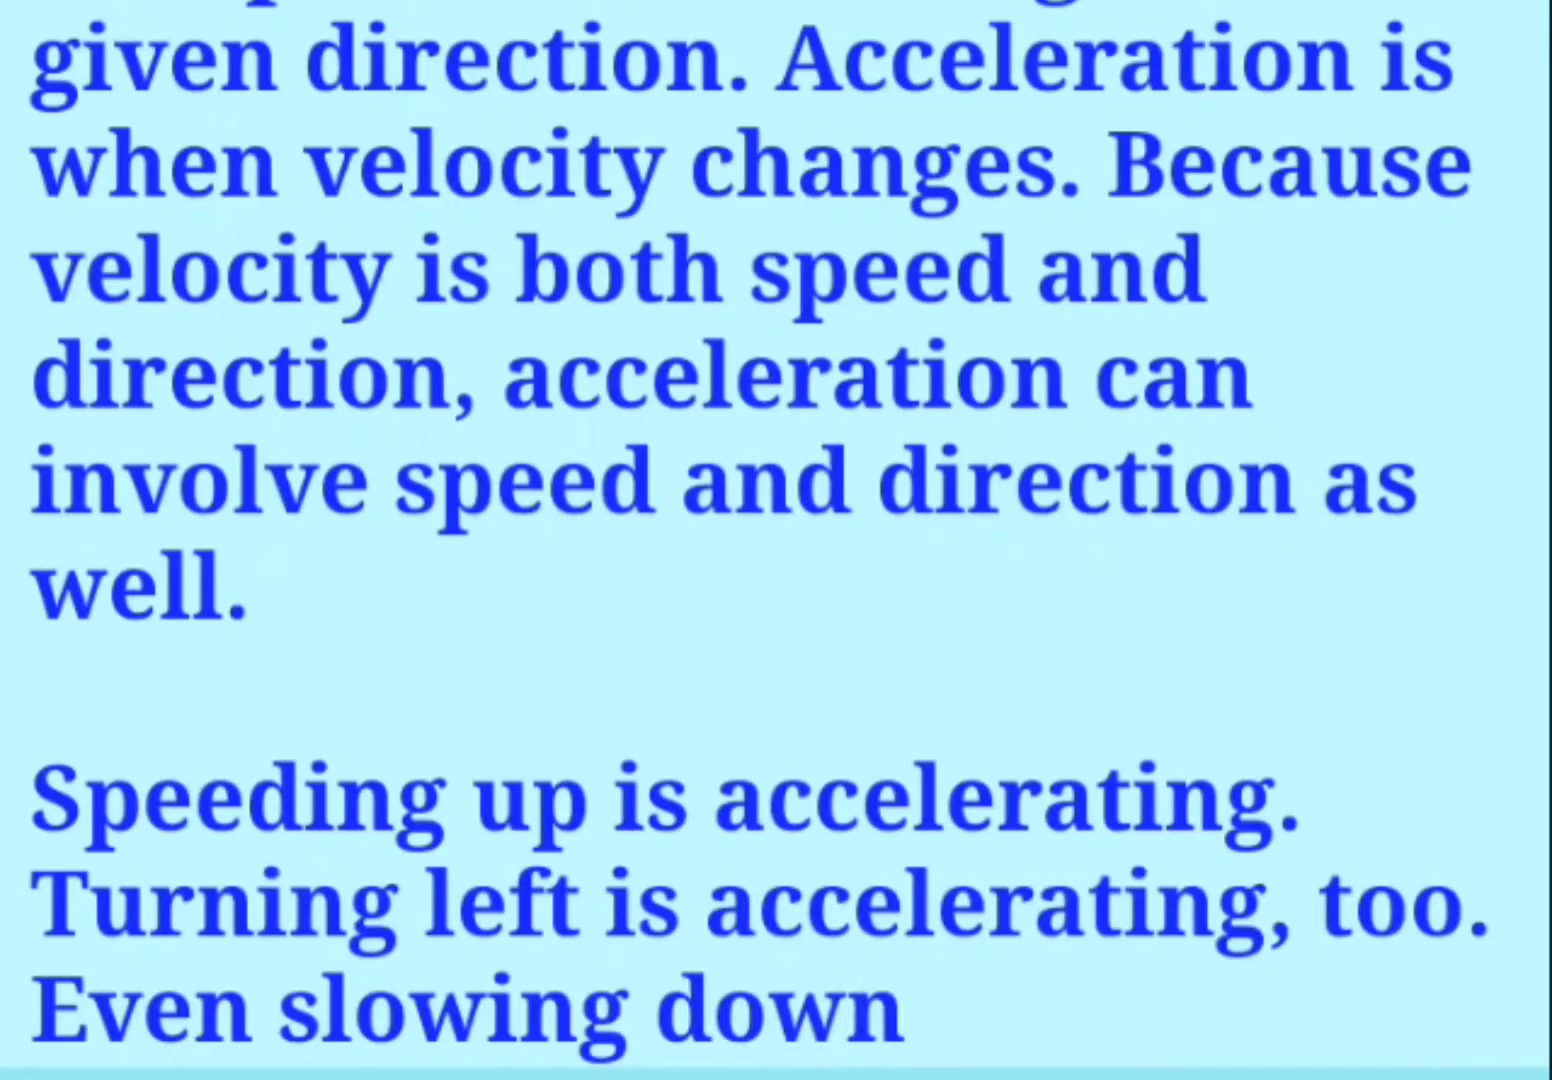 given direction. Acceleration is
when velocity changes. Because
velocity is both speed and
direction, acceleration can
involve speed and direction as
well.
Speeding up is accelerating.
Turning left is accelerating, too.
Even slowing down